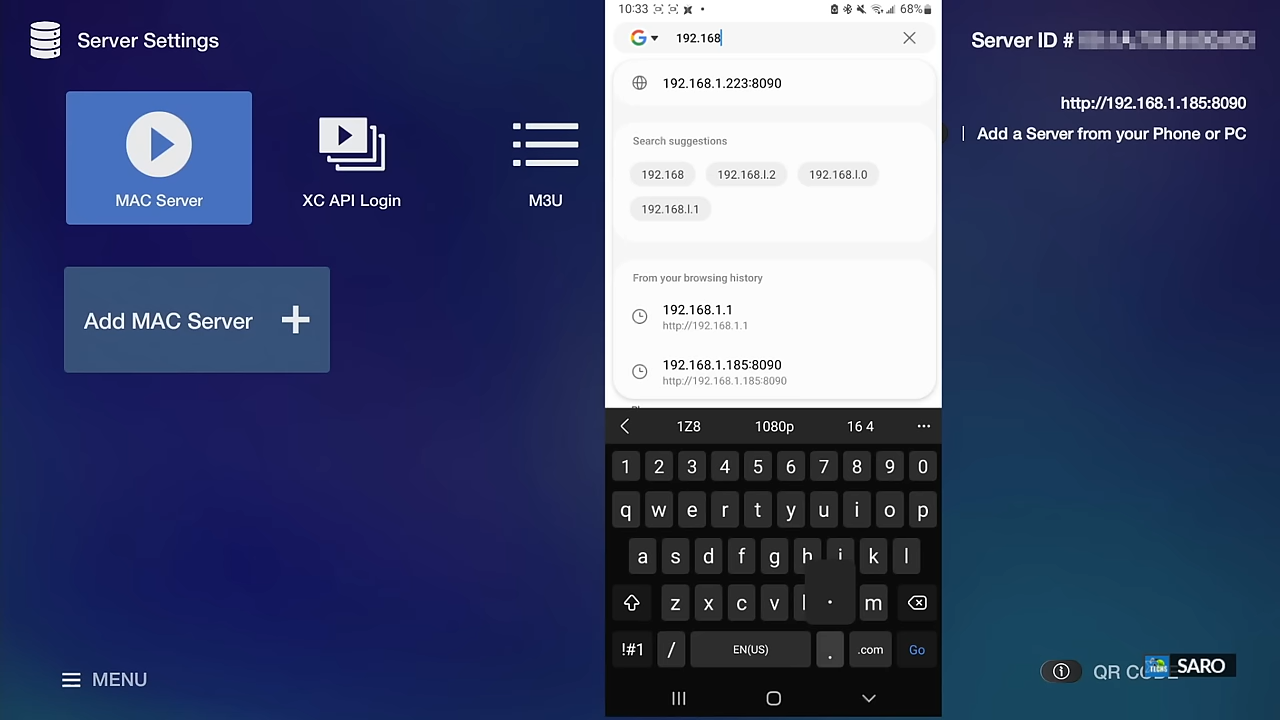 Server Settings
MAC Server
XC API Login
M3U
Add MAC Server
MENU
10:33
68%
192.168
192.168.1.223:8090
Search suggestions
192.168
192.168.l.2
192.168.l.0
192.168.l.1
From your browsing history
192.168.1.1
http://192.168.1.1
192.168.1.185:8090
http://192.168.1.185:8090
1Z8
1080p
16 4
1 2 3 4 5 6 7 8 9 0
q w e r t y u i o p
a s d f g h j k l
z x c v . m
!#1 / EN(US) . .com Go
Server ID #
http://192.168.1.185:8090
Add a Server from your Phone or PC
QR CODE
TECHS SARO